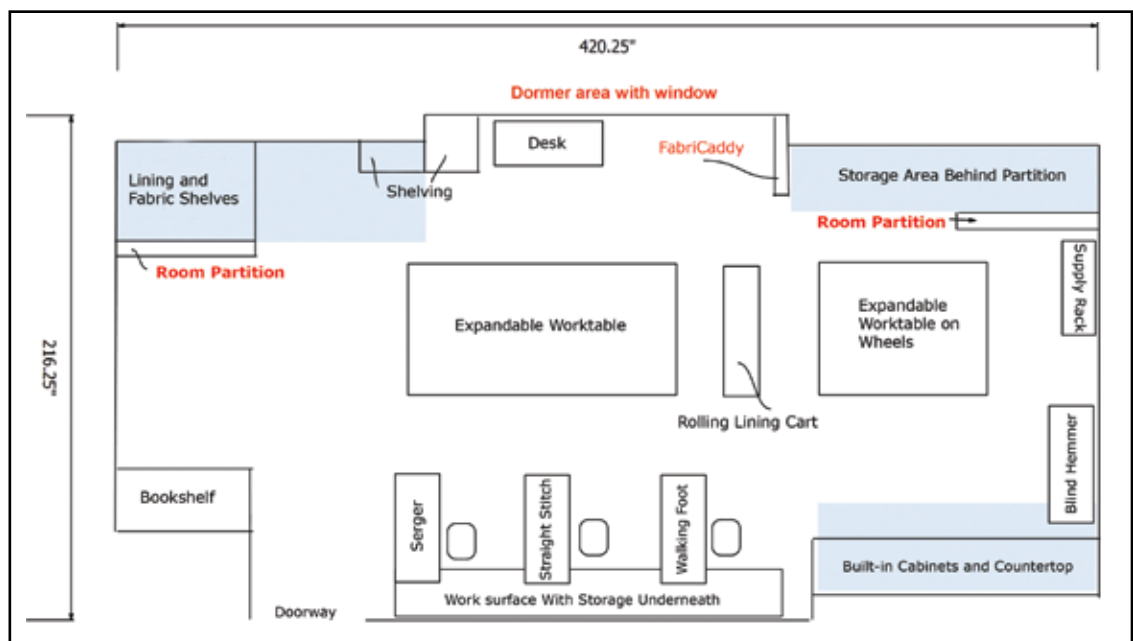 420.25"
Dormer area with window
Desk
FabriCaddy
Lining and
Fabric Shelves
Shelving
Storage Area Behind Partition
Room Partition
Room Partition
Supply Rack
216.25"
Expandable Worktable
Expandable
Worktable on
Wheels
Rolling Lining Cart
Blind Hemmer
Bookshelf
Serger
Straight Stitch
Walking Foot
Built-in Cabinets and Countertop
Work surface With Storage Underneath
Doorway